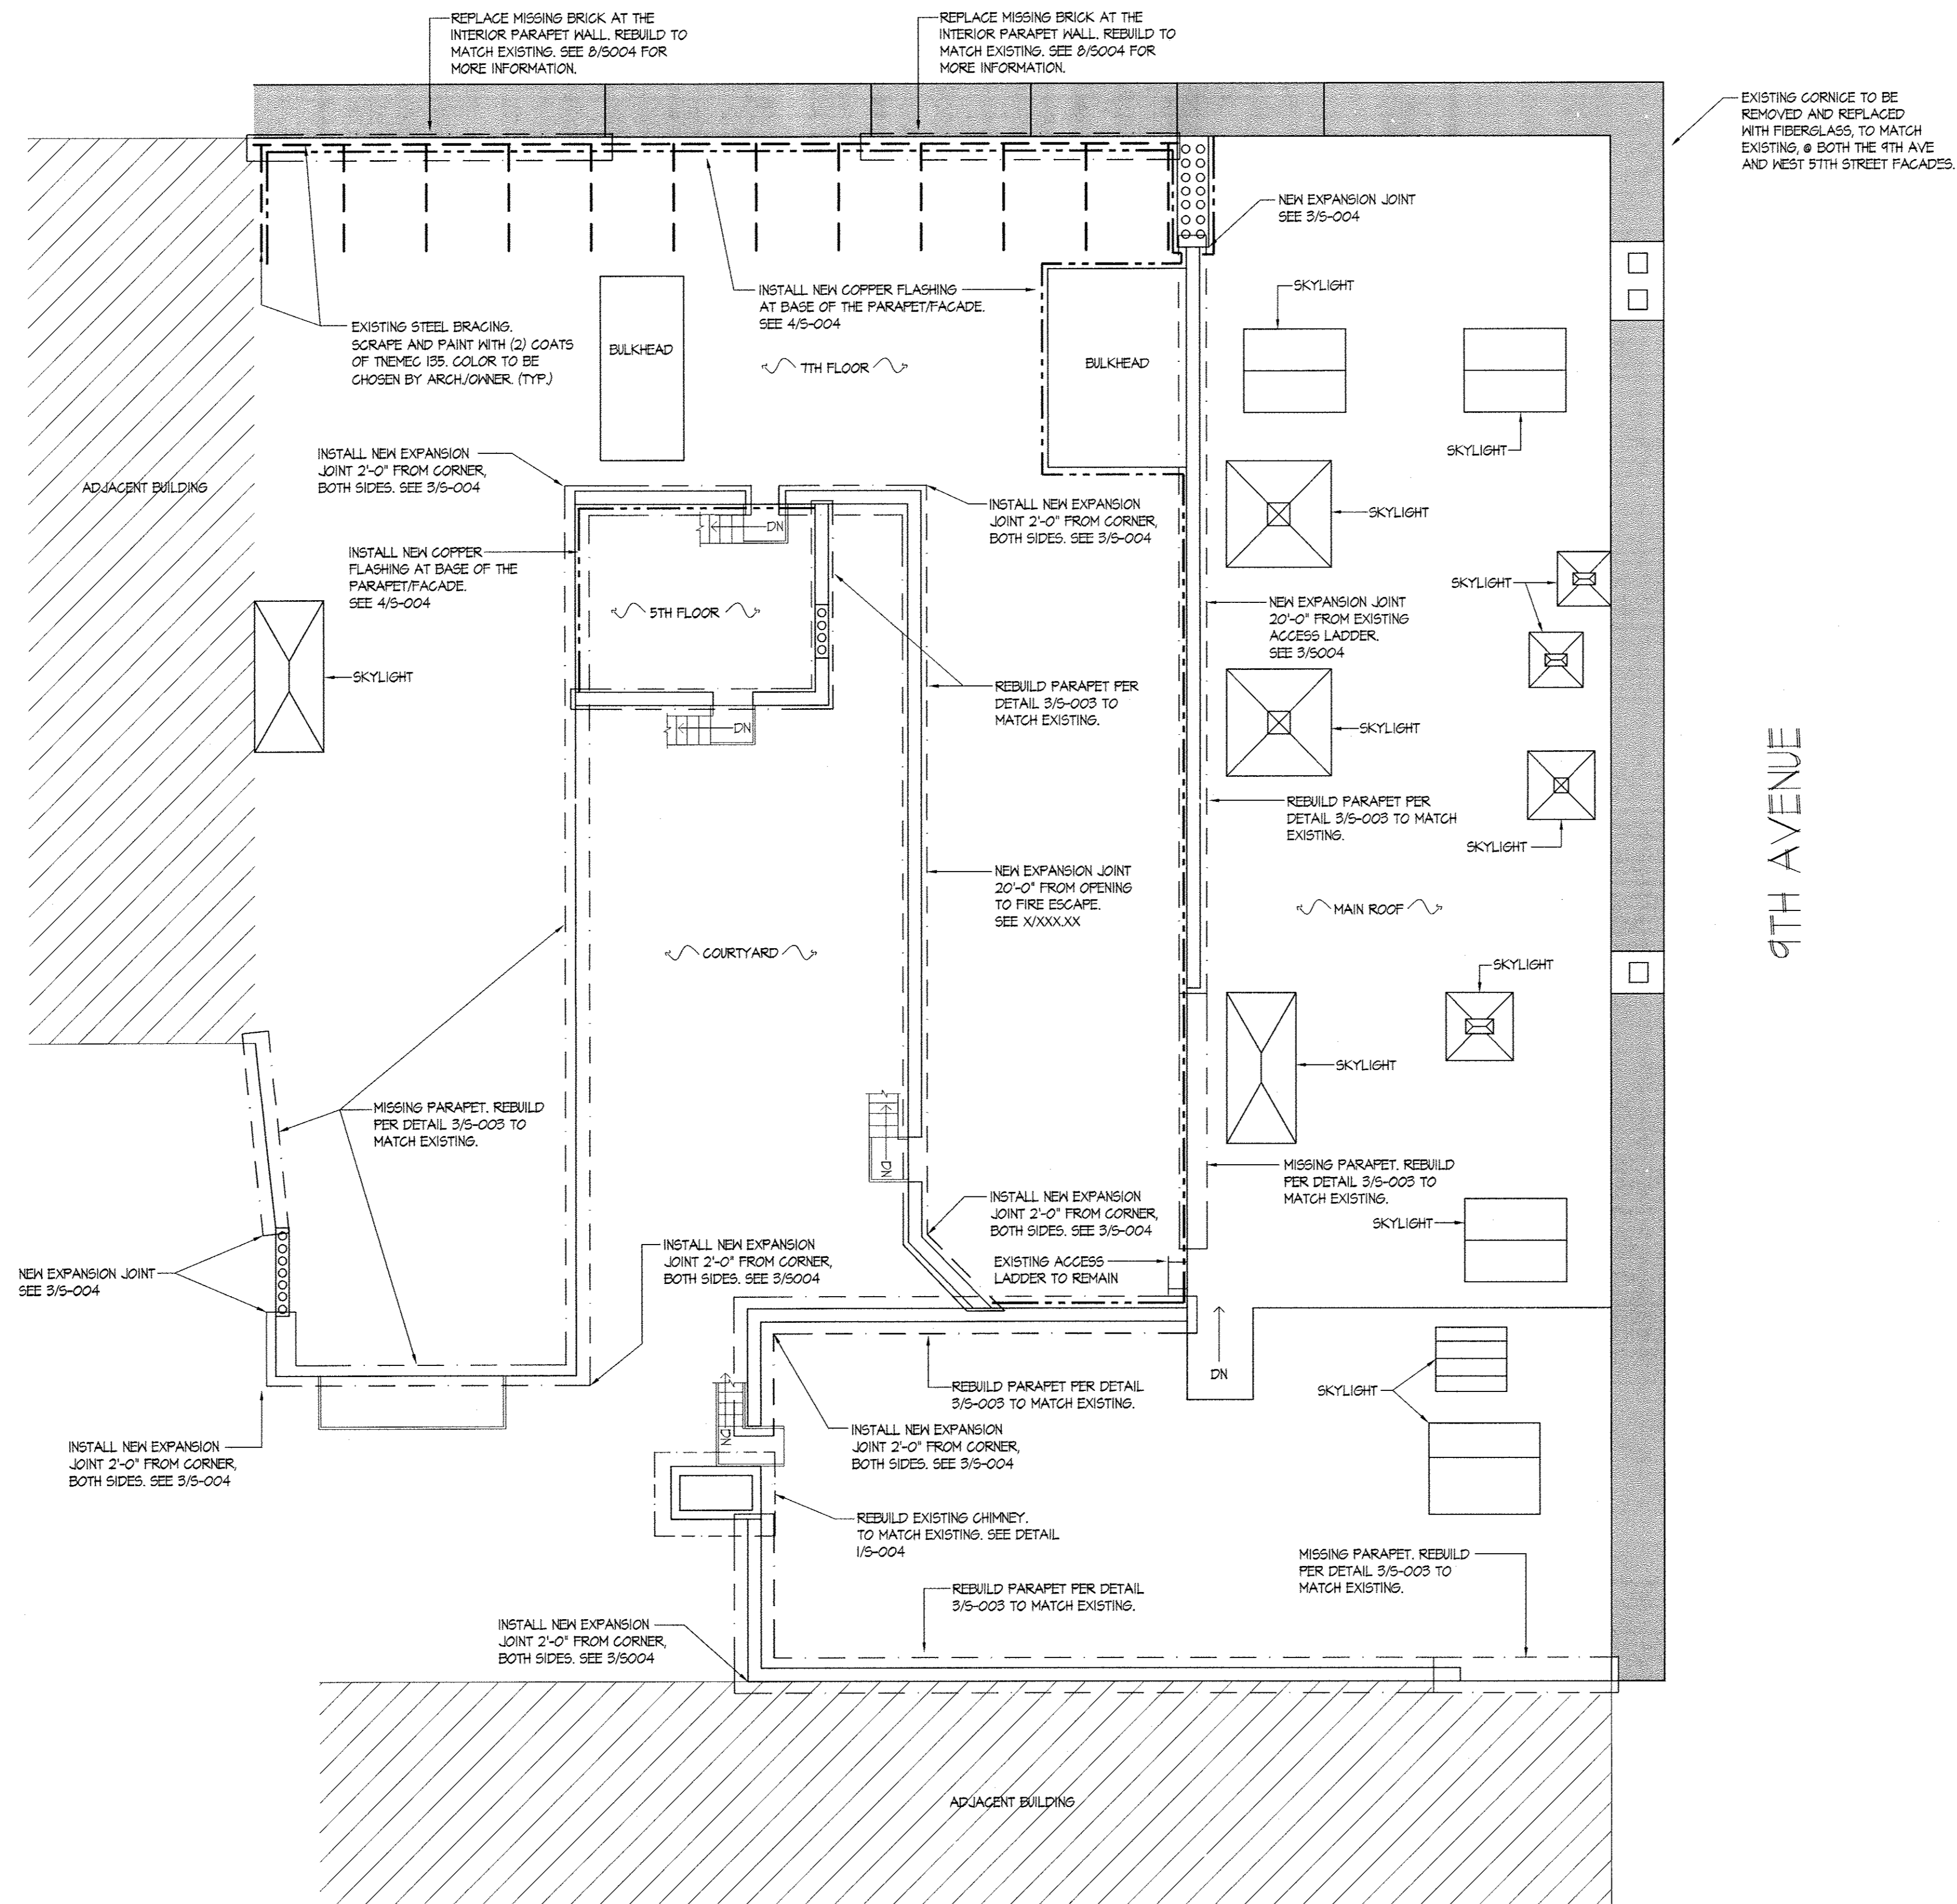 REPLACE MISSING BRICK AT THE
INTERIOR PARAPET WALL. REBUILD TO
MATCH EXISTING. SEE 8/S004 FOR
MORE INFORMATION.
REPLACE MISSING BRICK AT THE
INTERIOR PARAPET WALL. REBUILD TO
MATCH EXISTING. SEE 8/S004 FOR
MORE INFORMATION.
EXISTING CORNICE TO BE
REMOVED AND REPLACED
WITH FIBERGLASS, TO MATCH
EXISTING, @ BOTH THE 9TH AVE
AND WEST 57TH STREET FACADES.
NEW EXPANSION JOINT
SEE 3/S-004
INSTALL NEW COPPER FLASHING
AT BASE OF THE PARAPET/FACADE.
SEE 4/S-004
SKYLIGHT
EXISTING STEEL BRACING.
SCRAPE AND PAINT WITH (2) COATS
OF TNEMEC 135. COLOR TO BE
CHOSEN BY ARCH./OWNER. (TYP.)
BULKHEAD
7TH FLOOR
BULKHEAD
SKYLIGHT
INSTALL NEW EXPANSION
JOINT 2'-0" FROM CORNER,
BOTH SIDES. SEE 3/S-004
ADJACENT BUILDING
INSTALL NEW EXPANSION
JOINT 2'-0" FROM CORNER,
BOTH SIDES. SEE 3/S-004
SKYLIGHT
DN
INSTALL NEW COPPER
FLASHING AT BASE OF THE
PARAPET/FACADE.
SEE 4/S-004
5TH FLOOR
SKYLIGHT
NEW EXPANSION JOINT
20'-0" FROM EXISTING
ACCESS LADDER.
SEE 3/S004
SKYLIGHT
REBUILD PARAPET PER
DETAIL 3/S-003 TO
MATCH EXISTING.
DN
SKYLIGHT
REBUILD PARAPET PER
DETAIL 3/S-003 TO MATCH
EXISTING.
SKYLIGHT
9TH AVENUE
NEW EXPANSION JOINT
20'-0" FROM OPENING
TO FIRE ESCAPE.
SEE X/XXX.XX
MAIN ROOF
COURTYARD
SKYLIGHT
SKYLIGHT
MISSING PARAPET. REBUILD
PER DETAIL 3/S-003 TO
MATCH EXISTING.
DN
MISSING PARAPET. REBUILD
PER DETAIL 3/S-003 TO
MATCH EXISTING.
INSTALL NEW EXPANSION
JOINT 2'-0" FROM CORNER,
BOTH SIDES. SEE 3/S-004
SKYLIGHT
INSTALL NEW EXPANSION
JOINT 2'-0" FROM CORNER,
BOTH SIDES. SEE 3/S004
EXISTING ACCESS
LADDER TO REMAIN
NEW EXPANSION JOINT
SEE 3/S-004
DN
REBUILD PARAPET PER DETAIL
3/S-003 TO MATCH EXISTING.
SKYLIGHT
INSTALL NEW EXPANSION
JOINT 2'-0" FROM CORNER,
BOTH SIDES. SEE 3/S-004
DN
INSTALL NEW EXPANSION
JOINT 2'-0" FROM CORNER,
BOTH SIDES. SEE 3/S-004
REBUILD EXISTING CHIMNEY.
TO MATCH EXISTING. SEE DETAIL
1/S-004
MISSING PARAPET. REBUILD
PER DETAIL 3/S-003 TO
MATCH EXISTING.
REBUILD PARAPET PER DETAIL
3/S-003 TO MATCH EXISTING.
INSTALL NEW EXPANSION
JOINT 2'-0" FROM CORNER,
BOTH SIDES. SEE 3/S004
ADJACENT BUILDING